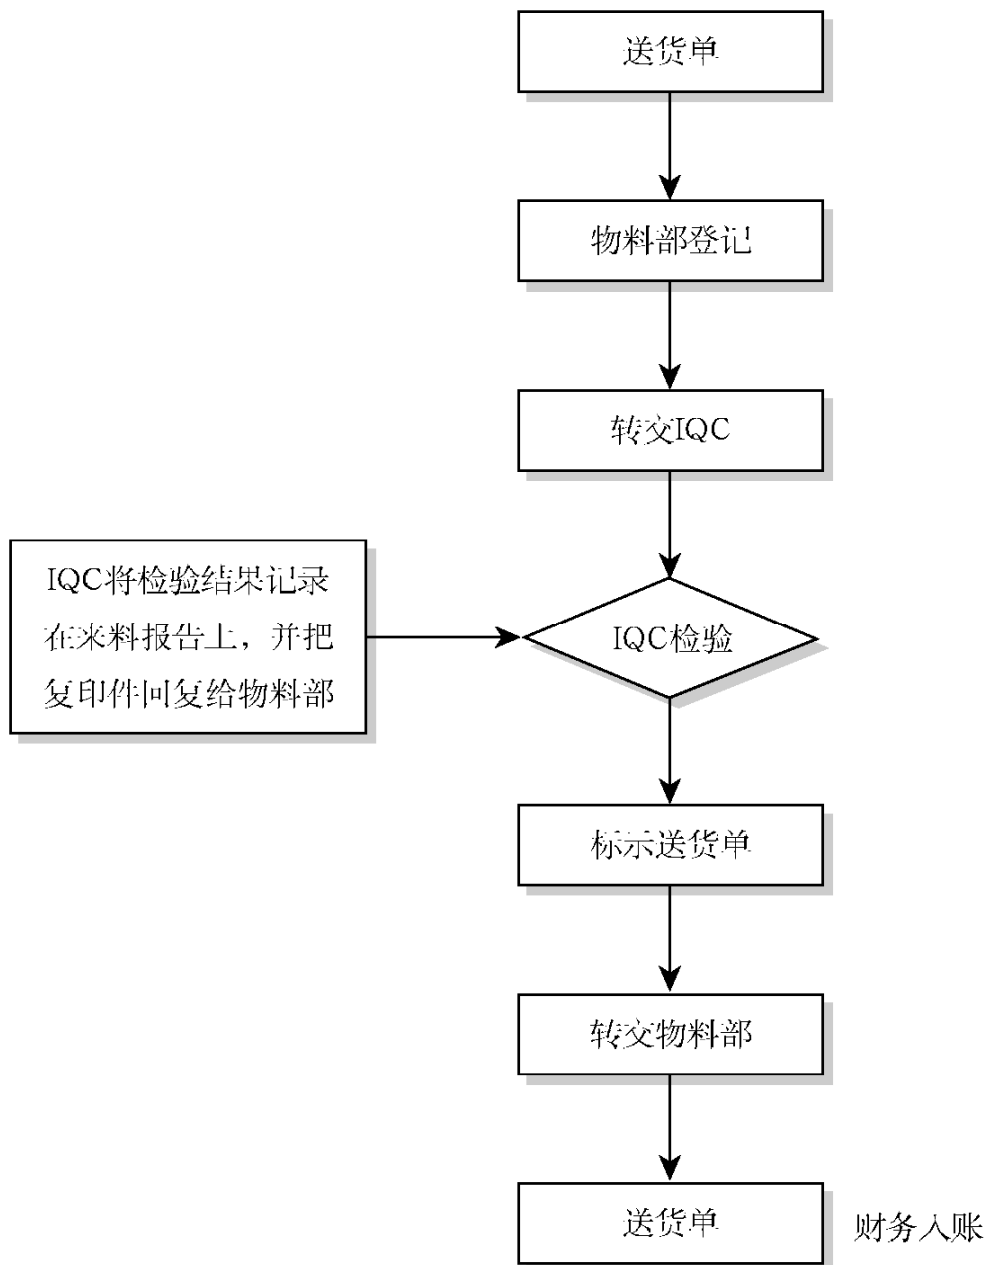 送货单
物料部登记
转交IQC
IQC将检验结果记录
在来料报告上，并把
复印件回复给物料部
IQC检验
标示送货单
转交物料部
送货单
财务入账